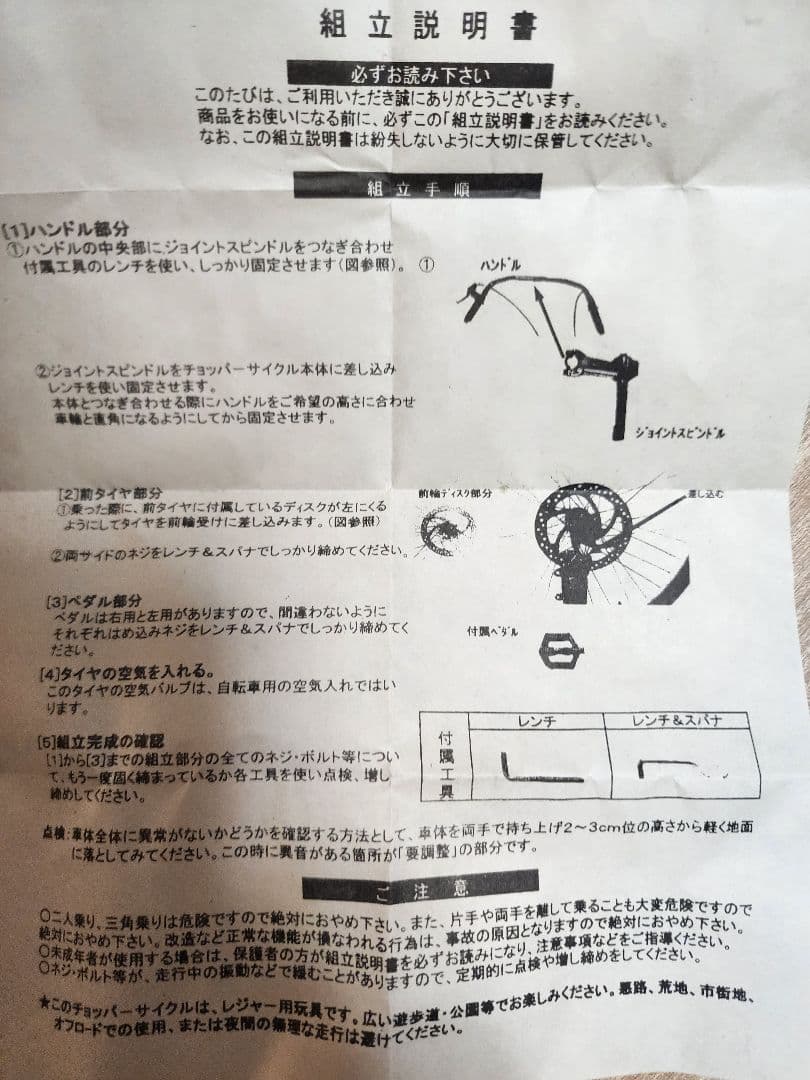 組立説明書
必ずお読み下さい
このたびは、ご利用いただき誠にありがとうございます。
商品をお使いになる前に、必ずこの「組立説明書」をお読みください。
なお、この組立説明書は紛失しないように大切に保管してください。
組立手順
[1]ハンドル部分
①ハンドルの中央部に、ジョイントスピンドルをつなぎ合わせ
付属工具のレンチを使い、しっかり固定させます(図参照)。
①
ハンドル
②ジョイントスピンドルをチョッパーサイクル本体に差し込み
レンチを使い固定させます。
本体とつなぎ合わせる際にハンドルをご希望の高さに合わせ
車輪と直角になるようにしてから固定させます。
ジョイントスピンドル
[2]前タイヤ部分
①乗った際に、前タイヤに付属しているディスクが左にくる
ようにしてタイヤを前輪受けに差し込みます。(図参照)
②両サイドのネジをレンチ&スパナでしっかり締めてください。
前輪ディスク部分
差し込む
[3]ペダル部分
ペダルは右用と左用がありますので、間違わないように
それぞれはめ込みネジをレンチ&スパナでしっかり締めてく
ださい。
付属ペダル
[4]タイヤの空気を入れる。
このタイヤの空気バルブは、自転車用の空気入れではい
ります。
[5]組立完成の確認
[1]から[3]までの組立部分の全てのネジ・ボルト等につい
て、もう一度固く締まっているか各工具を使い点検、増し
締めしてください。
付属工具
レンチ
レンチ&スパナ
点検:車体全体に異常がないかどうかを確認する方法として、車体を両手で持ち上げ2~3cm位の高さから軽く地面
に落としてみてください。この時に異音がある箇所が「要調整」の部分です。
ご注意
○二人乗り、三角乗りは危険ですので絶対におやめ下さい。また、片手や両手を離して乗ることも大変危険ですので
絶対におやめ下さい。改造など正常な機能が損なわれる行為は、事故の原因となりますので絶対におやめ下さい。
○未成年者が使用する場合は、保護者の方が組立説明書を必ずお読みになり、注意事項などをご指導ください。
○ネジ・ボルト等が、走行中の振動などで緩むことがありますので、定期的に点検や増し締めをしてください。
★このチョッパーサイクルは、レジャー用玩具です。広い遊歩道・公園等でお楽しみください。悪路、荒地、市街地、
オフロードでの使用、または夜間の無理な走行は避けてください。